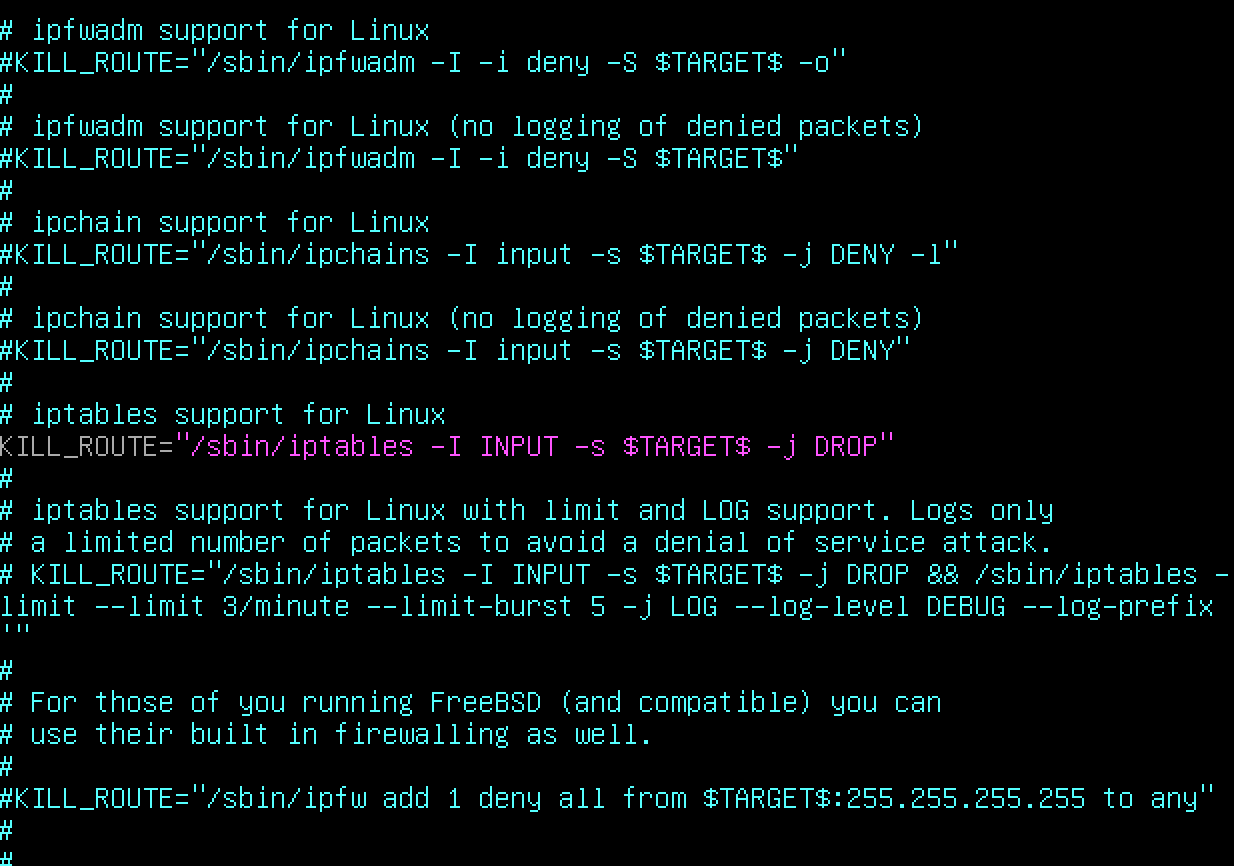 # ipfwadm support for Linux
#KILL_ROUTE="/sbin/ipfwadm -I -i deny -S $TARGET$ -o"
#
# ipfwadm support for Linux (no logging of denied packets)
#KILL_ROUTE="/sbin/ipfwadm -I -i deny -S $TARGET$"
#
# ipchain support for Linux
#KILL_ROUTE="/sbin/ipchains -I input -s $TARGET$ -j DENY -l"
#
# ipchain support for Linux (no logging of denied packets)
#KILL_ROUTE="/sbin/ipchains -I input -s $TARGET$ -j DENY"
#
# iptables support for Linux
KILL_ROUTE="/sbin/iptables -I INPUT -s $TARGET$ -j DROP"
#
# iptables support for Linux with limit and LOG support. Logs only
# a limited number of packets to avoid a denial of service attack.
# KILL_ROUTE="/sbin/iptables -I INPUT -s $TARGET$ -j DROP && /sbin/iptables -
limit --limit 3/minute --limit-burst 5 -j LOG --log-level DEBUG --log-prefix
'"
#
# For those of you running FreeBSD (and compatible) you can
# use their built in firewalling as well.
#
#KILL_ROUTE="/sbin/ipfw add 1 deny all from $TARGET$:255.255.255.255 to any"
#
#